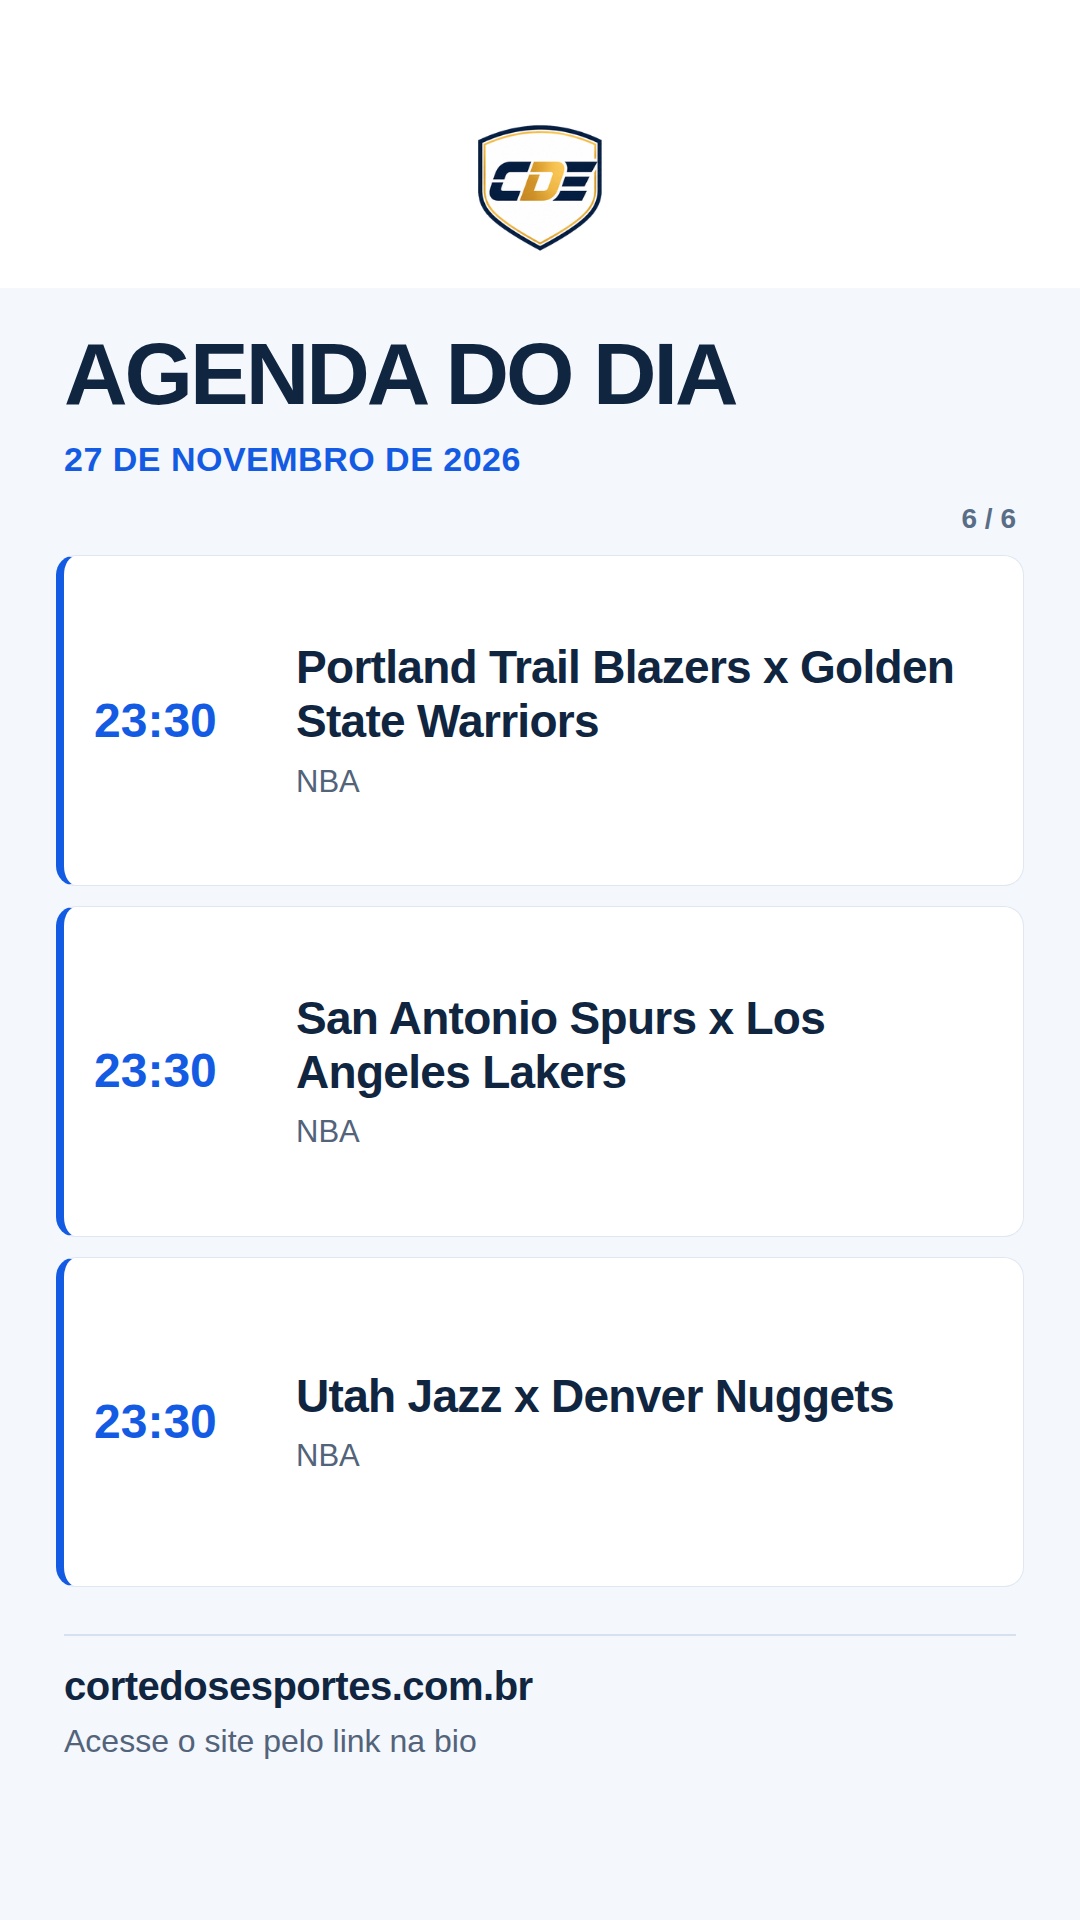 CDE
AGENDA DO DIA
27 DE NOVEMBRO DE 2026
6 / 6
23:30
Portland Trail Blazers x Golden
State Warriors
NBA
23:30
San Antonio Spurs x Los
Angeles Lakers
NBA
23:30
Utah Jazz x Denver Nuggets
NBA
cortedosesportes.com.br
Acesse o site pelo link na bio